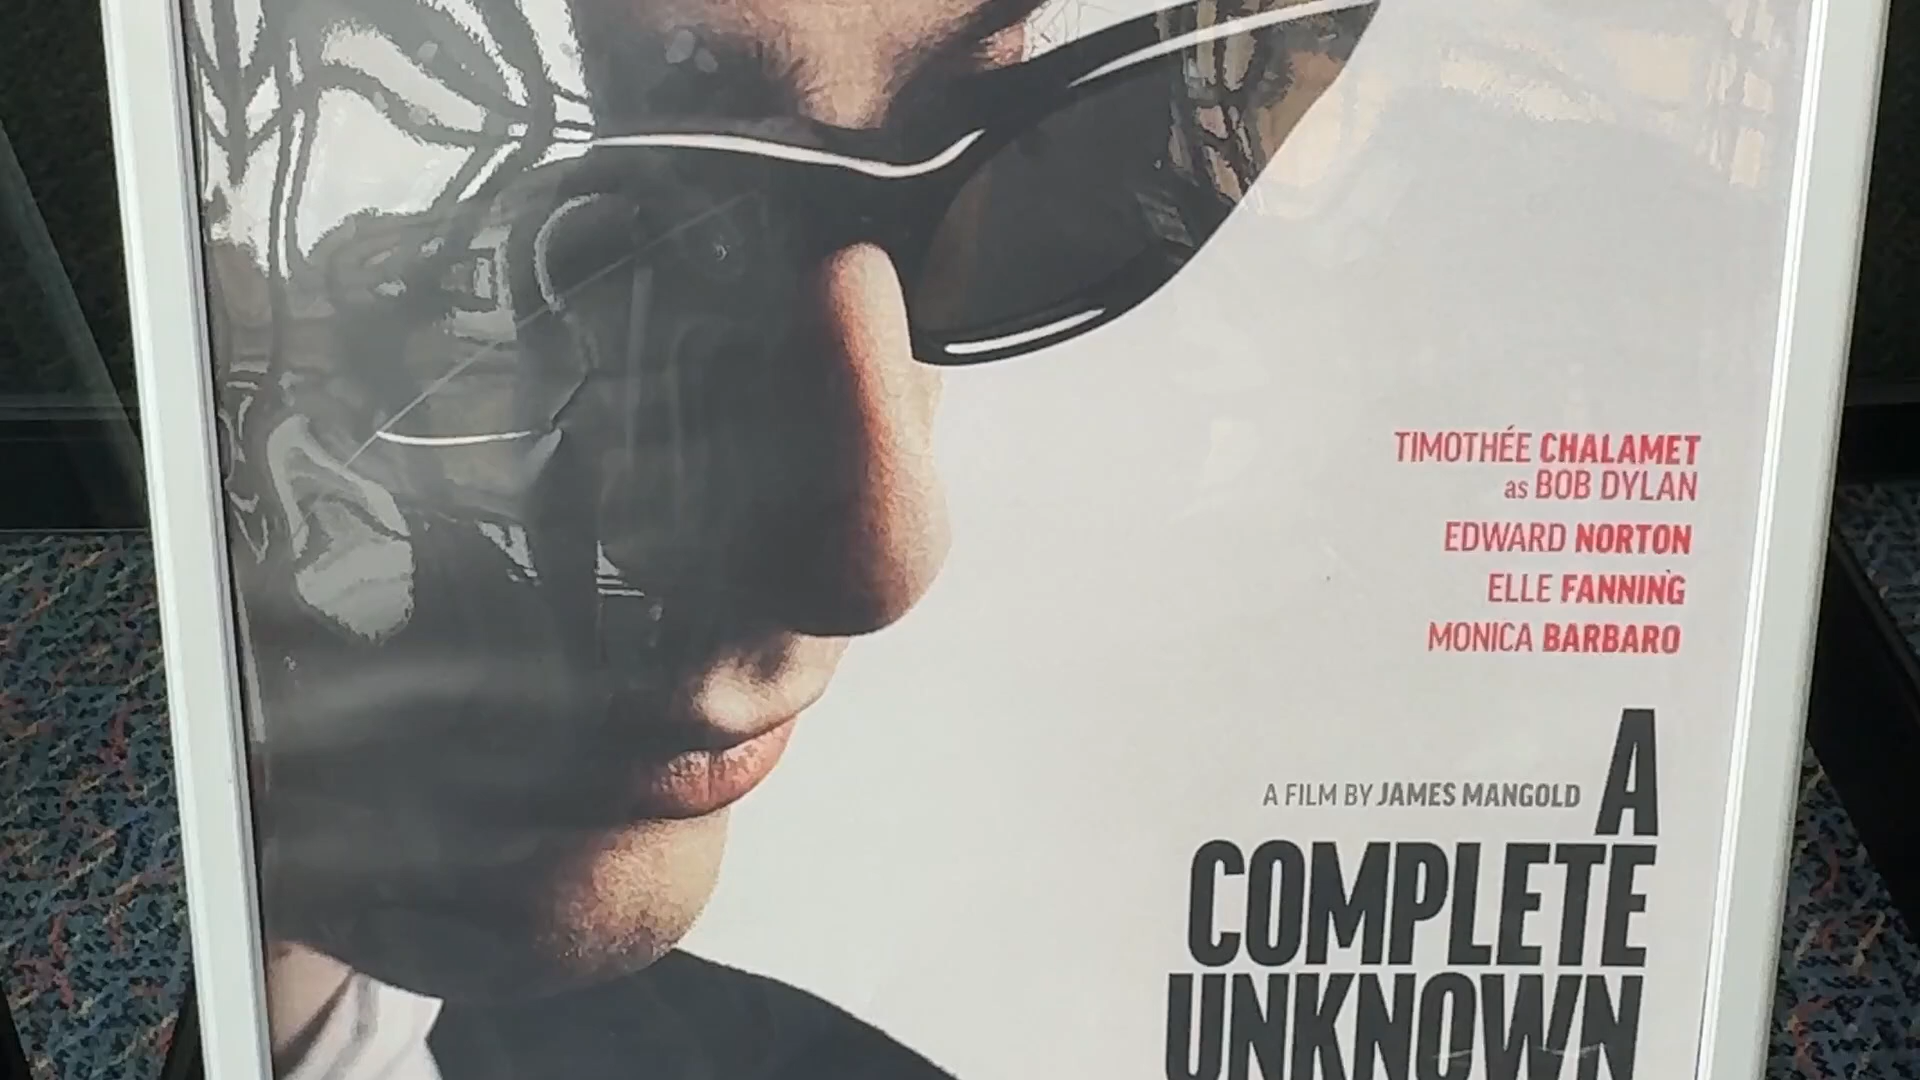 TIMOTHÉE CHALAMET
as BOB DYLAN
EDWARD NORTON
ELLE FANNING
MONICA BARBARO
A FILM BY JAMES MANGOLD A
COMPLETE
UNKNOWN